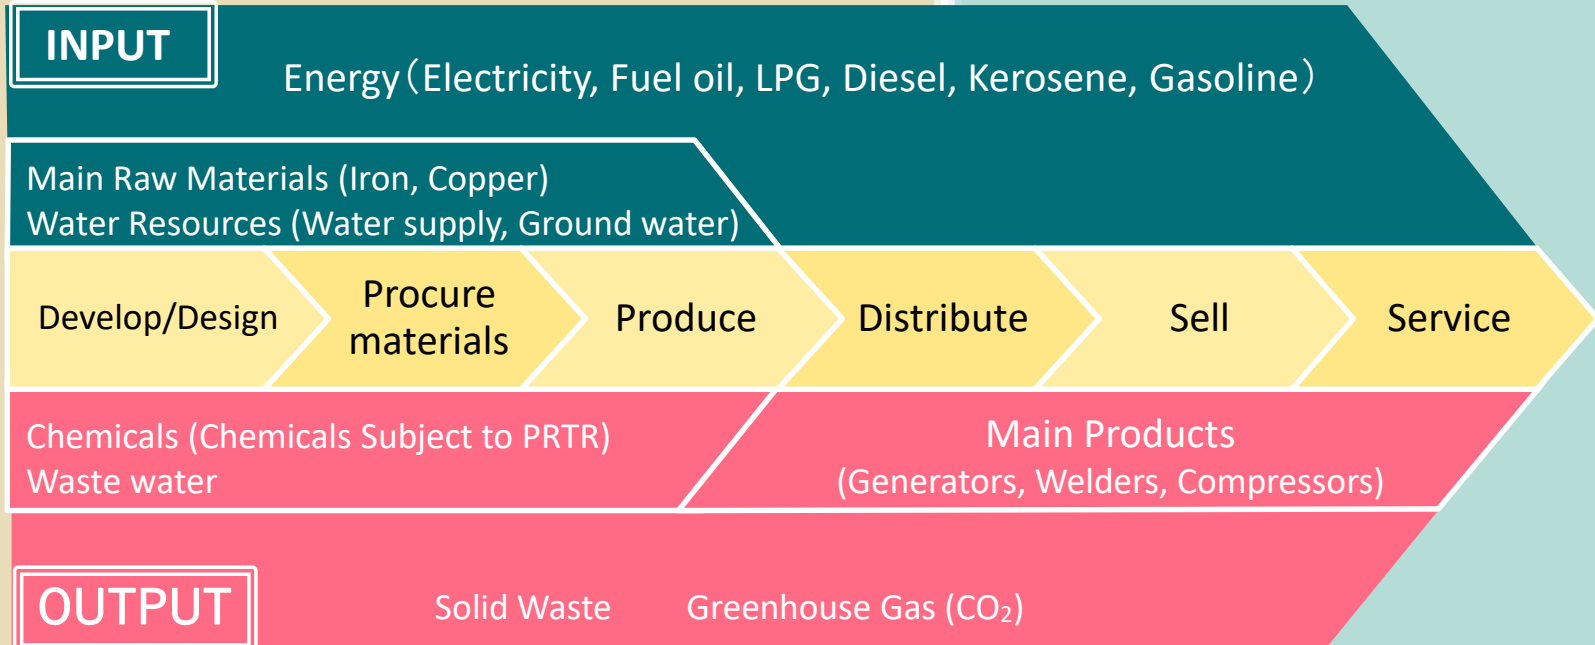 INPUT
Energy（Electricity, Fuel oil, LPG, Diesel, Kerosene, Gasoline）
Main Raw Materials (Iron, Copper)
Water Resources (Water supply, Ground water)
Develop/Design
Procure
materials
Produce
Distribute
Sell
Service
Chemicals (Chemicals Subject to PRTR)
Waste water
Main Products
(Generators, Welders, Compressors)
OUTPUT
Solid Waste
Greenhouse Gas (CO₂)